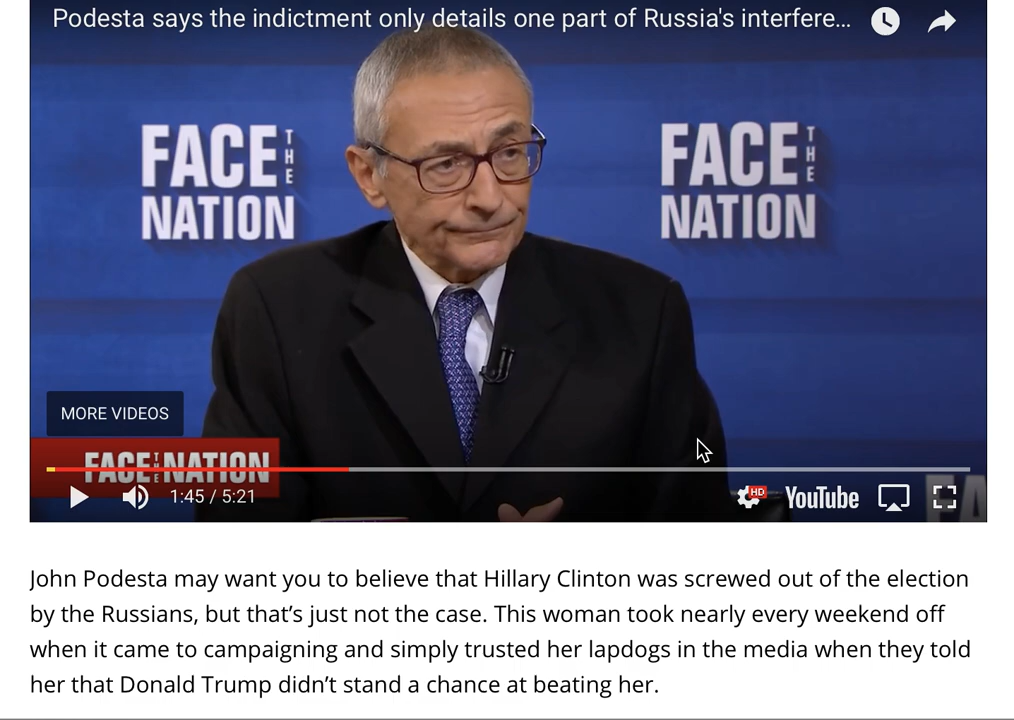 Podesta says the indictment only details one part of Russia's interfere...
FACE THE
NATION
FACE THE
NATION
MORE VIDEOS
FACE THE NATION
1:45 / 5:21
HD
YouTube
FA
John Podesta may want you to believe that Hillary Clinton was screwed out of the election
by the Russians, but that’s just not the case. This woman took nearly every weekend off
when it came to campaigning and simply trusted her lapdogs in the media when they told
her that Donald Trump didn’t stand a chance at beating her.